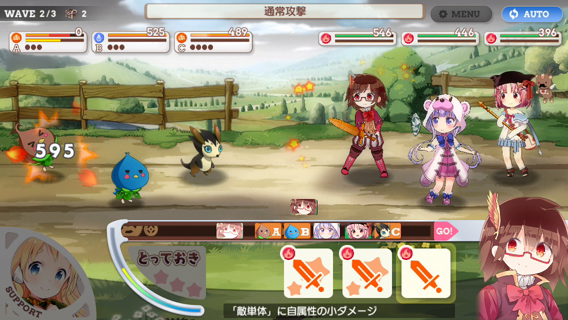 WAVE 2/3 2
通常攻撃
MENU
AUTO
0
A
525
B
489
C
546
446
396
595
A B C GO!
とっておき
SUPPORT
「敵単体」に自属性の小ダメージ